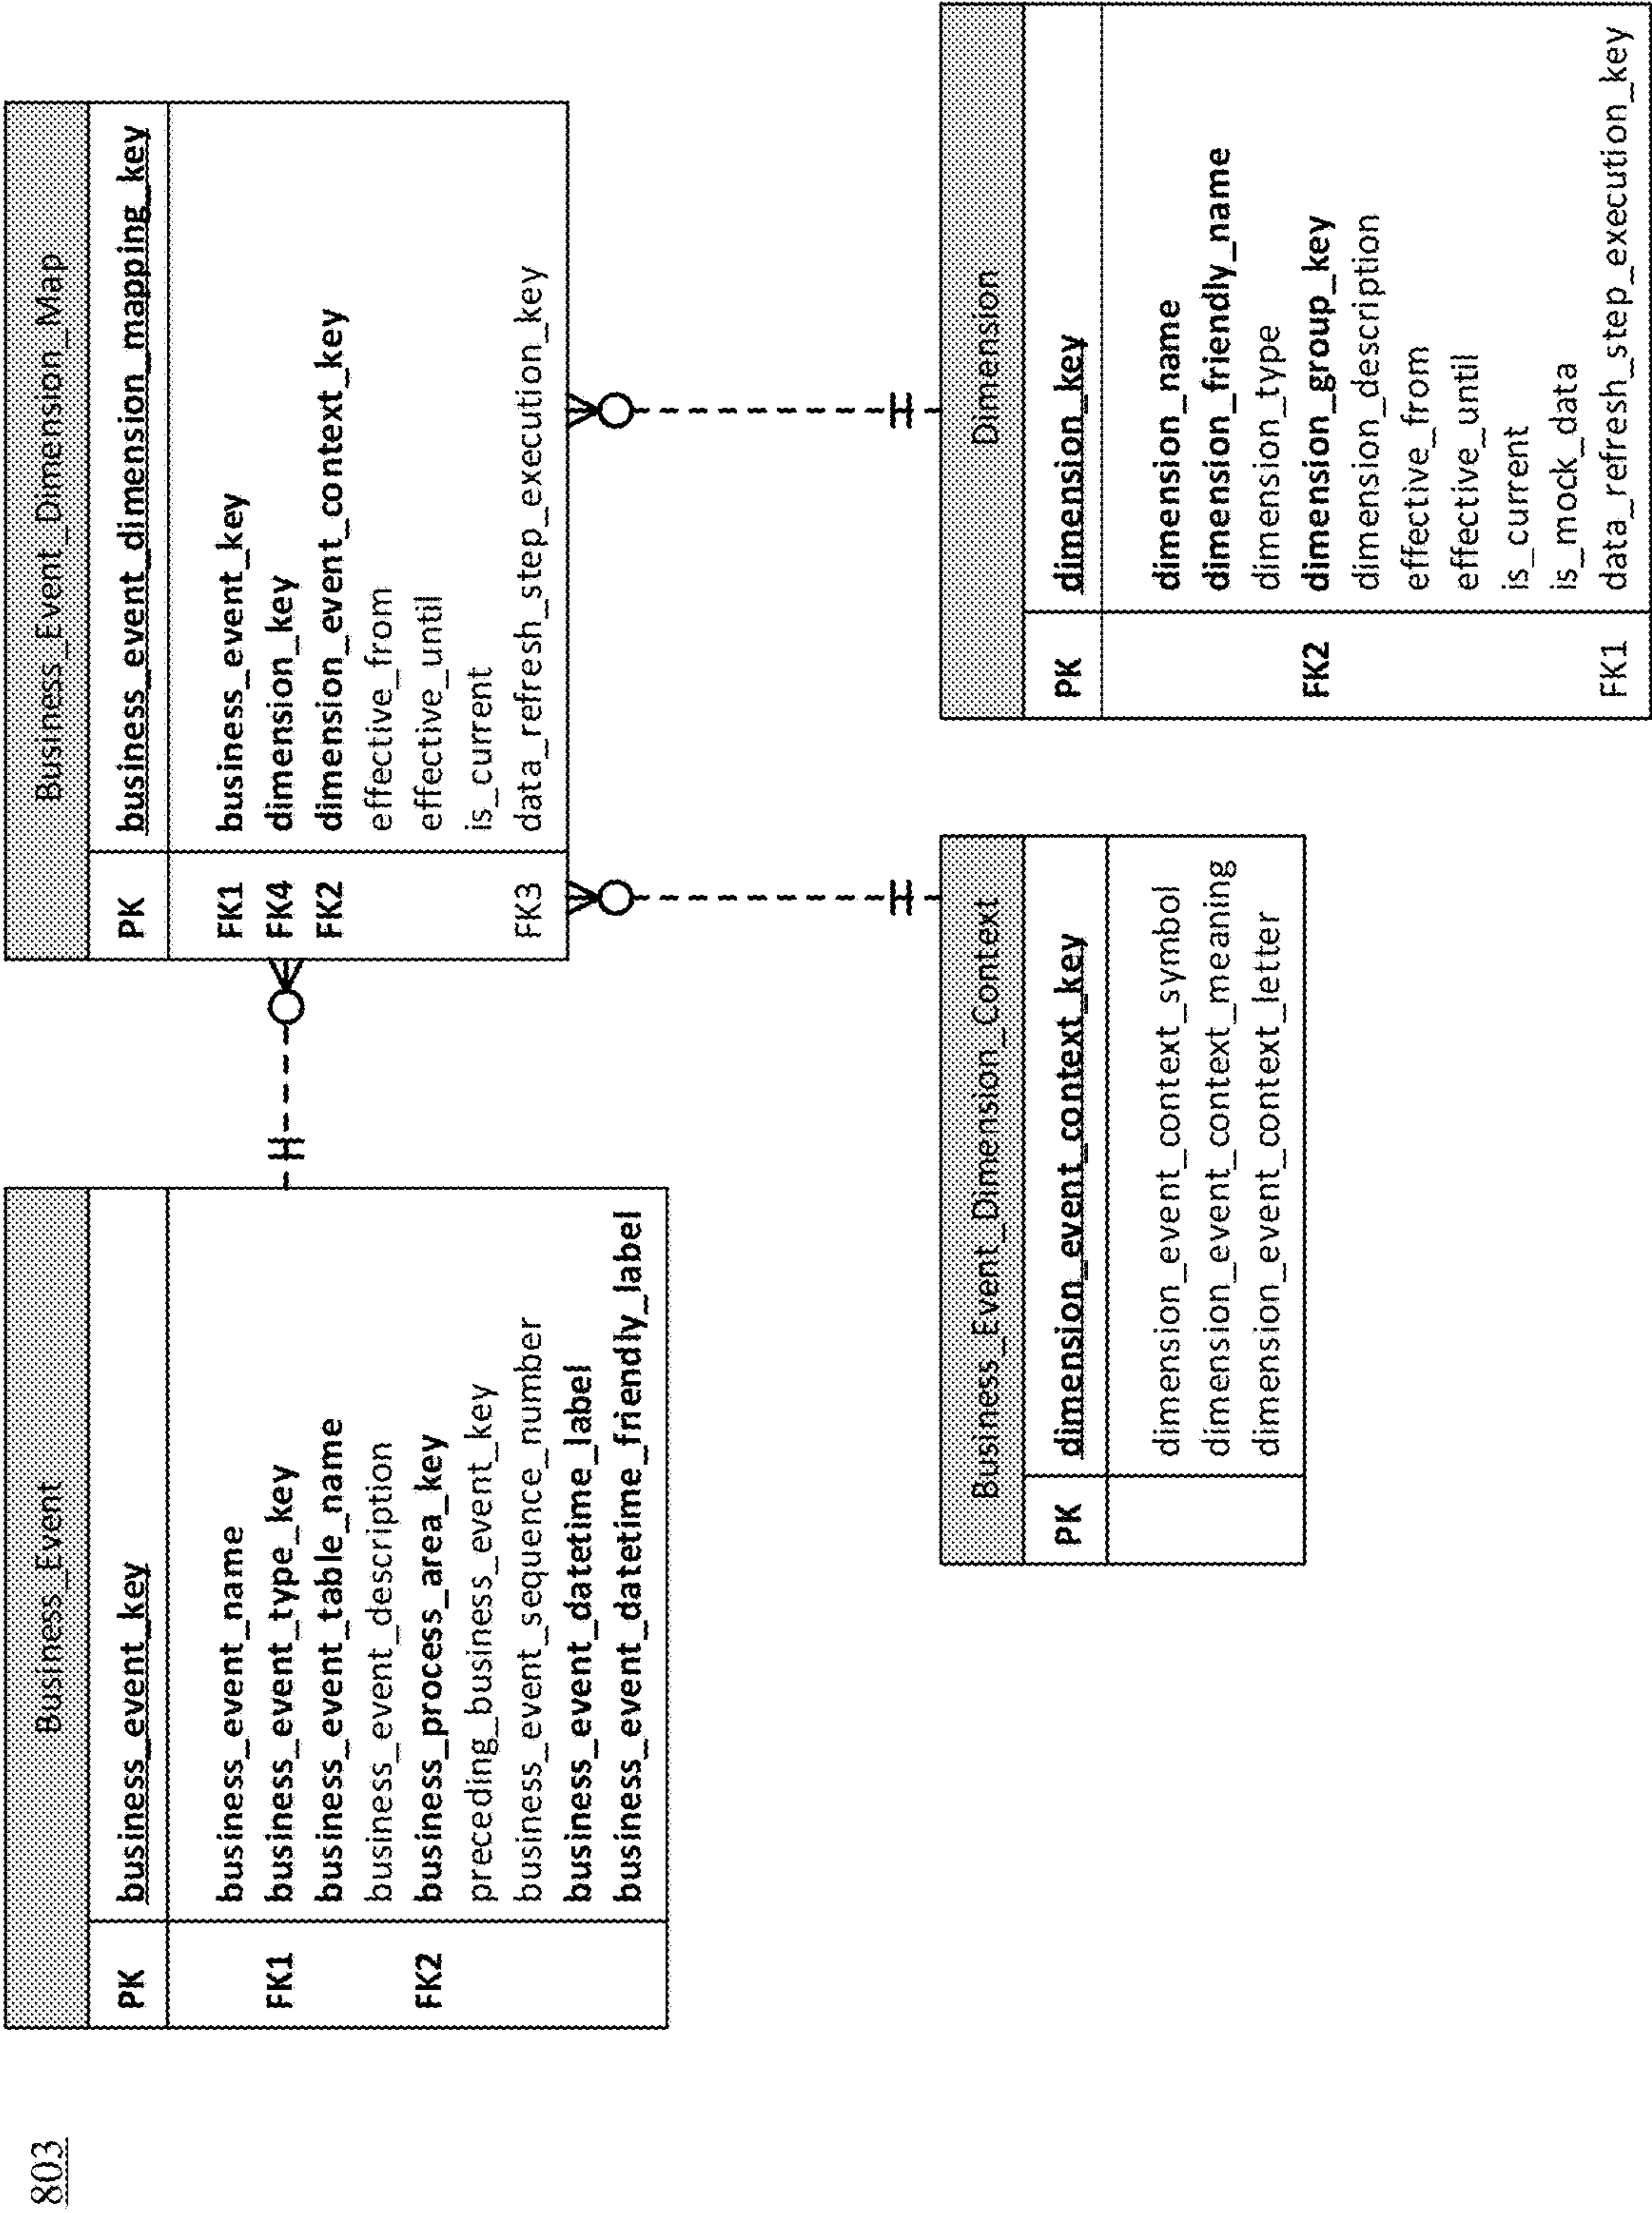 803
Business_Event
PK business_event_key
business_event_name
FK1 business_event_type_key
business_event_table_name
business_event_description
FK2 business_process_area_key
preceding_business_event_key
business_event_sequence_number
business_event_datetime_label
business_event_datetime_friendly_label
Business_Event_Dimension_Map
PK business_event_dimension_mapping_key
FK1 business_event_key
FK4 dimension_key
FK2 dimension_event_context_key
effective_from
effective_until
is_current
FK3 data_refresh_step_execution_key
Business_Event_Dimension_Context
PK dimension_event_context_key
dimension_event_context_symbol
dimension_event_context_meaning
dimension_event_context_letter
Dimension
PK dimension_key
dimension_name
dimension_friendly_name
dimension_type
FK2 dimension_group_key
dimension_description
effective_from
effective_until
is_current
is_mock_data
FK1 data_refresh_step_execution_key